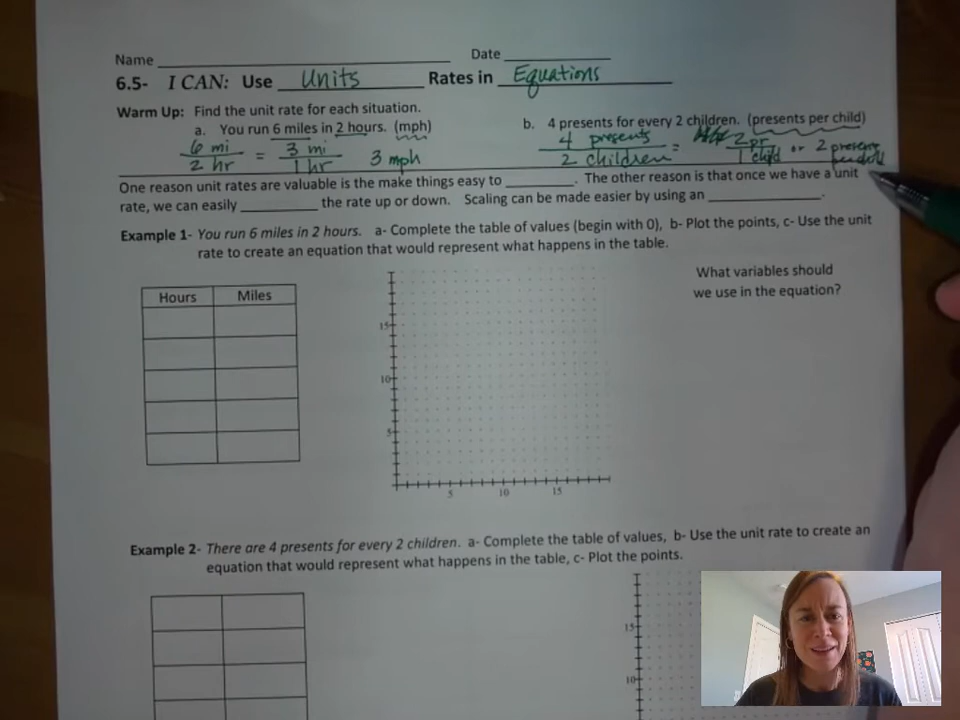 Name ____________ Date ____________
6.5- I CAN: Use Units Rates in Equations
Warm Up: Find the unit rate for each situation.
a. You run 6 miles in 2 hours. (mph)
b. 4 presents for every 2 children. (presents per child)
6 mi / 2 hr = 3 mi / 1 hr 3 mph
4 presents / 2 children = 2 pr / 1 child or 2 presents
One reason unit rates are valuable is the make things easy to ________. The other reason is that once we have a unit
rate, we can easily _________ the rate up or down. Scaling can be made easier by using an ____________.
Example 1- You run 6 miles in 2 hours. a- Complete the table of values (begin with 0), b- Plot the points, c- Use the unit
rate to create an equation that would represent what happens in the table.
Hours Miles
What variables should
we use in the equation?
15
10
5
5 10 15
Example 2- There are 4 presents for every 2 children. a- Complete the table of values, b- Use the unit rate to create an
equation that would represent what happens in the table, c- Plot the points.
15
10